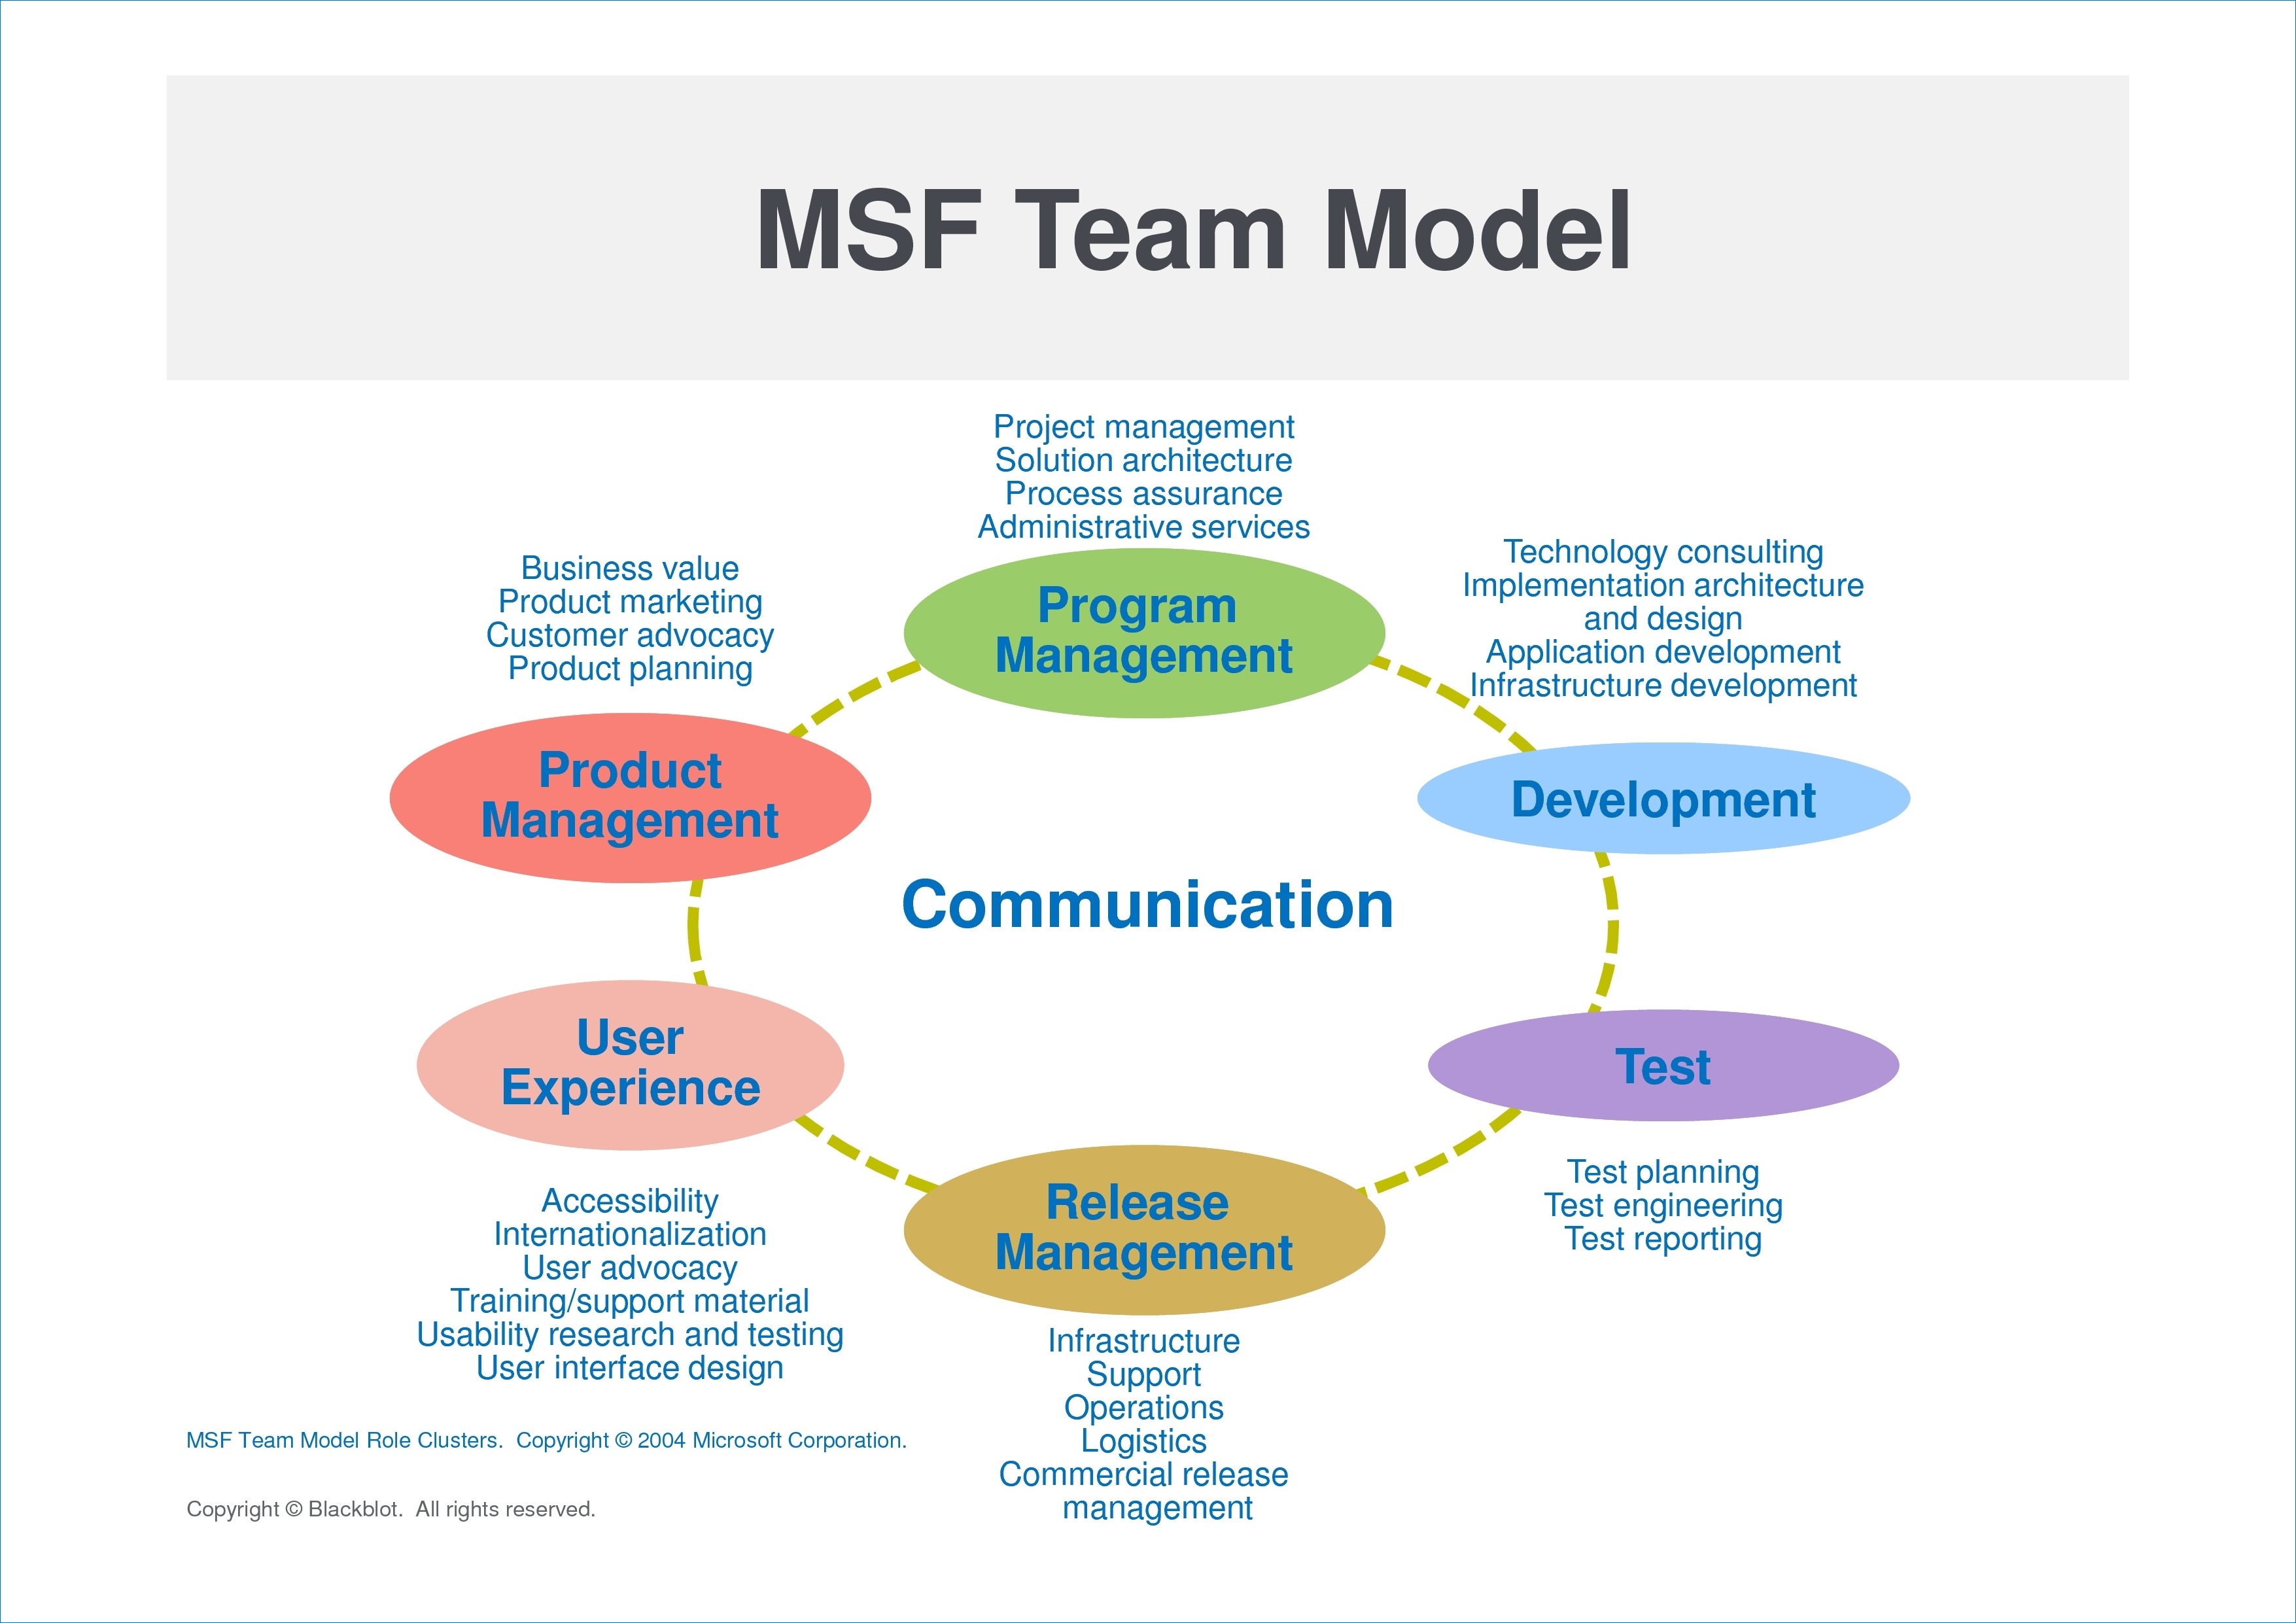 MSF Team Model
Project management
Solution architecture
Process assurance
Administrative services
Program
Management
Business value
Product marketing
Customer advocacy
Product planning
Product
Management
Technology consulting
Implementation architecture
and design
Application development
Infrastructure development
Development
Communication
User
Experience
Accessibility
Internationalization
User advocacy
Training/support material
Usability research and testing
User interface design
Test
Test planning
Test engineering
Test reporting
Release
Management
Infrastructure
Support
Operations
Logistics
Commercial release
management
MSF Team Model Role Clusters.  Copyright © 2004 Microsoft Corporation.
Copyright © Blackblot.  All rights reserved.